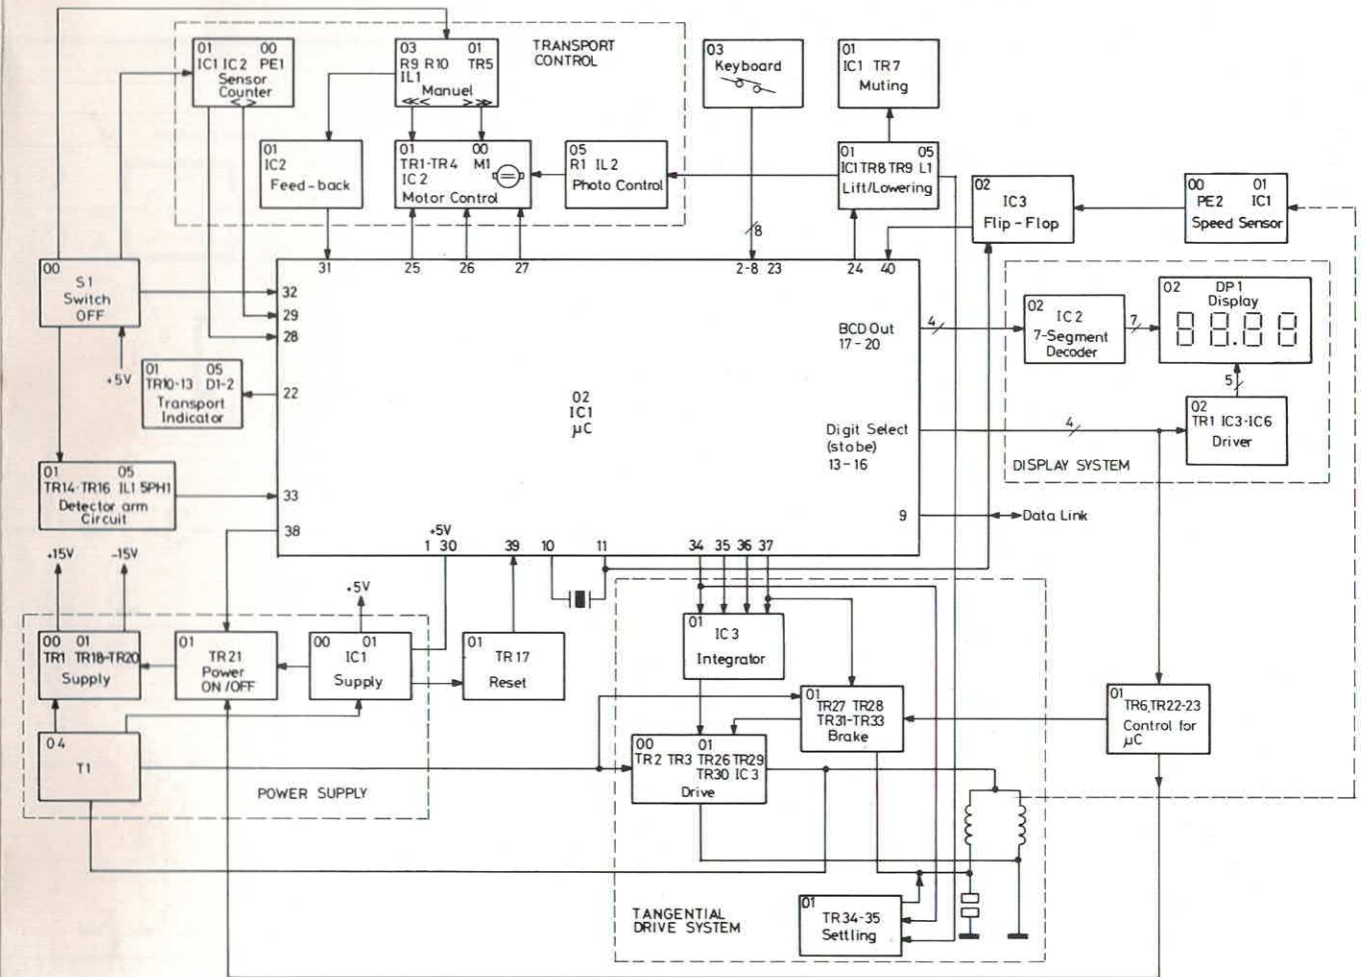 01 00
IC1 IC2 PE1
Sensor
Counter
< >
03 01
R9 R10 TR5
IL1
Manuel
<<< >>>
TRANSPORT
CONTROL
03
Keyboard
01
IC1 TR7
Muting
01
IC2
Feed-back
01 00
TR1-TR4 M1
IC2
Motor Control
05
R1 IL2
Photo Control
01 05
IC1 TR8 TR9 L1
Lift/Lowering
02
IC3
Flip-Flop
00 01
PE2 IC1
Speed Sensor
8
31 25 26 27 2-8 23 24 40
00
S1
Switch
OFF
+5V
32
29
28
22
33
38
01 05
TR10-13 D1-2
Transport
Indicator
02
IC1
µC
BCD Out
17-20
4
02
IC2
7-Segment
Decoder
7
02 DP1
Display
88.88
5
02
TR1 IC3-IC6
Driver
Digit Select
(stobe)
13-16
4
DISPLAY SYSTEM
9
Data Link
01 05
TR14-TR16 IL1 5PH1
Detector arm
Circuit
+5V
1 30 39 10 11 34 35 36 37
+15V -15V
+5V
00 01
TR1 TR18-TR20
Supply
01
TR21
Power
ON/OFF
00 01
IC1
Supply
01
TR17
Reset
01
IC3
Integrator
01
TR27 TR28
TR31-TR33
Brake
01
TR6,TR22-23
Control for
µC
04
T1
POWER SUPPLY
00 01
TR2 TR3 TR26 TR29
TR30 IC3
Drive
TANGENTIAL
DRIVE SYSTEM
01
TR34-35
Settling